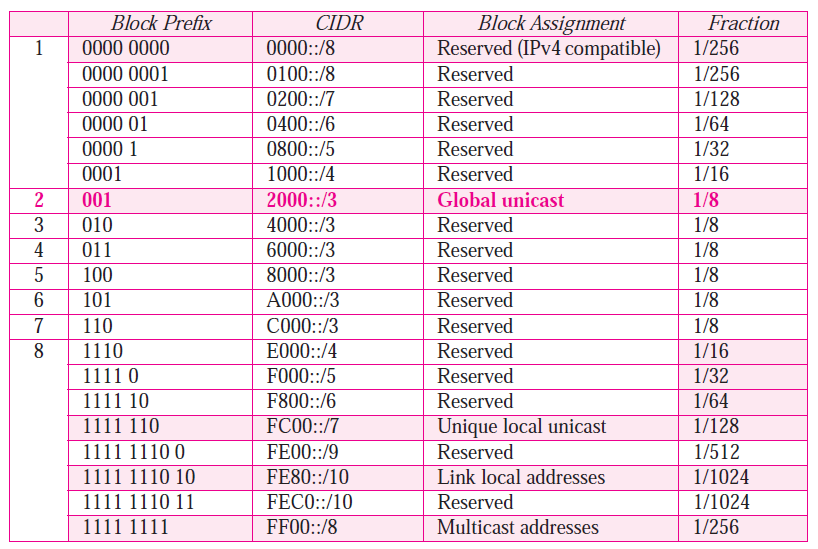 Block Prefix CIDR Block Assignment Fraction
1 0000 0000 0000::/8 Reserved (IPv4 compatible) 1/256
0000 0001 0100::/8 Reserved 1/256
0000 001 0200::/7 Reserved 1/128
0000 01 0400::/6 Reserved 1/64
0000 1 0800::/5 Reserved 1/32
0001 1000::/4 Reserved 1/16
2 001 2000::/3 Global unicast 1/8
3 010 4000::/3 Reserved 1/8
4 011 6000::/3 Reserved 1/8
5 100 8000::/3 Reserved 1/8
6 101 A000::/3 Reserved 1/8
7 110 C000::/3 Reserved 1/8
8 1110 E000::/4 Reserved 1/16
1111 0 F000::/5 Reserved 1/32
1111 10 F800::/6 Reserved 1/64
1111 110 FC00::/7 Unique local unicast 1/128
1111 1110 0 FE00::/9 Reserved 1/512
1111 1110 10 FE80::/10 Link local addresses 1/1024
1111 1110 11 FEC0::/10 Reserved 1/1024
1111 1111 FF00::/8 Multicast addresses 1/256